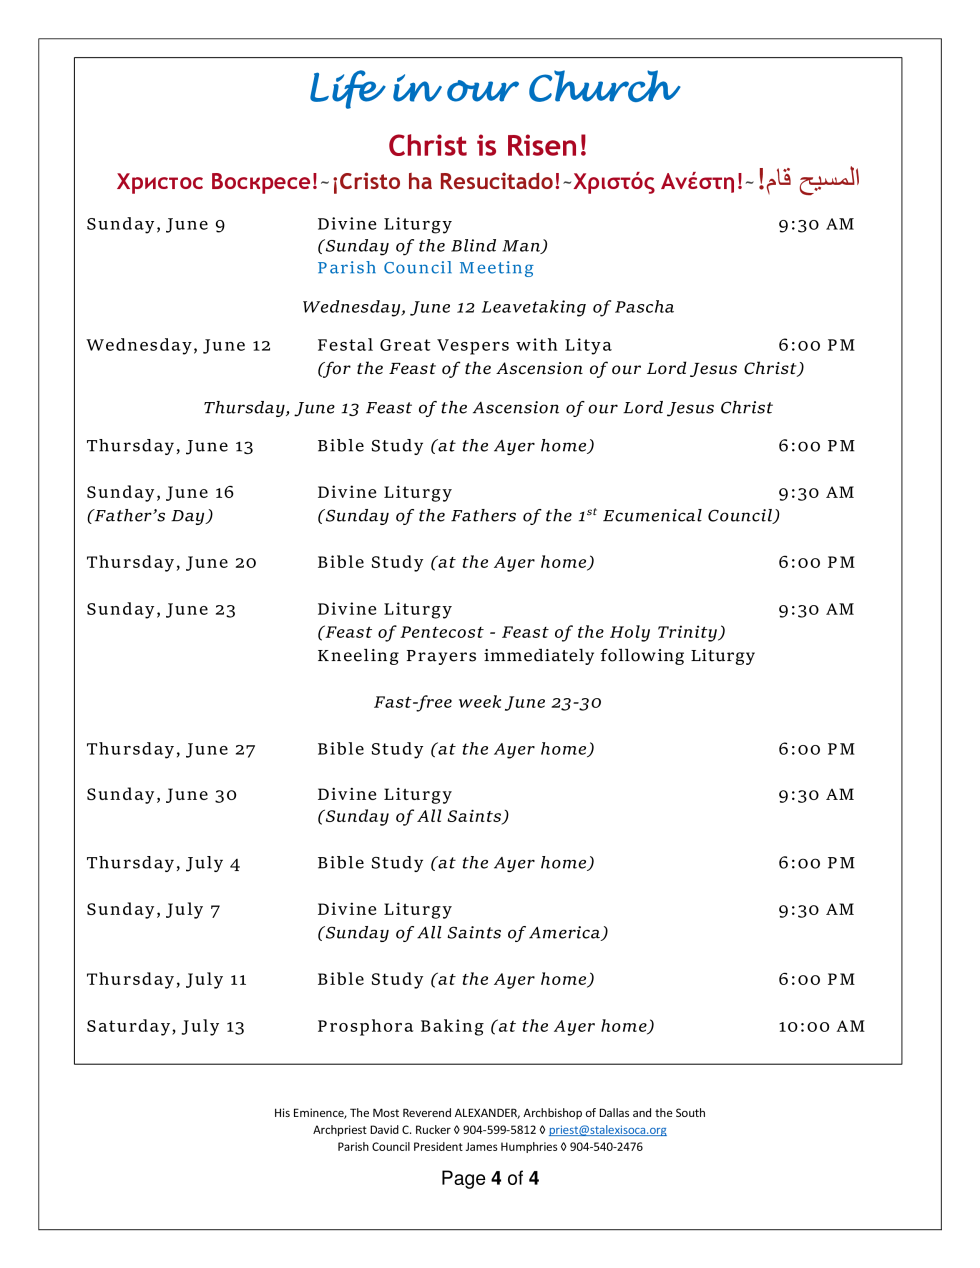 Life in our Church
Christ is Risen!
Христос Воскресе!~¡Cristo ha Resucitado!~Χριστός Ανέστη!~المسيح قام!
Sunday, June 9 Divine Liturgy 9:30 AM
(Sunday of the Blind Man)
Parish Council Meeting
Wednesday, June 12 Leavetaking of Pascha
Wednesday, June 12 Festal Great Vespers with Litya 6:00 PM
(for the Feast of the Ascension of our Lord Jesus Christ)
Thursday, June 13 Feast of the Ascension of our Lord Jesus Christ
Thursday, June 13 Bible Study (at the Ayer home) 6:00 PM
Sunday, June 16 Divine Liturgy 9:30 AM
(Father's Day) (Sunday of the Fathers of the 1st Ecumenical Council)
Thursday, June 20 Bible Study (at the Ayer home) 6:00 PM
Sunday, June 23 Divine Liturgy 9:30 AM
(Feast of Pentecost - Feast of the Holy Trinity)
Kneeling Prayers immediately following Liturgy
Fast-free week June 23-30
Thursday, June 27 Bible Study (at the Ayer home) 6:00 PM
Sunday, June 30 Divine Liturgy 9:30 AM
(Sunday of All Saints)
Thursday, July 4 Bible Study (at the Ayer home) 6:00 PM
Sunday, July 7 Divine Liturgy 9:30 AM
(Sunday of All Saints of America)
Thursday, July 11 Bible Study (at the Ayer home) 6:00 PM
Saturday, July 13 Prosphora Baking (at the Ayer home) 10:00 AM
His Eminence, The Most Reverend ALEXANDER, Archbishop of Dallas and the South
Archpriest David C. Rucker ◊ 904-599-5812 ◊ priest@stalexisoca.org
Parish Council President James Humphries ◊ 904-540-2476
Page 4 of 4